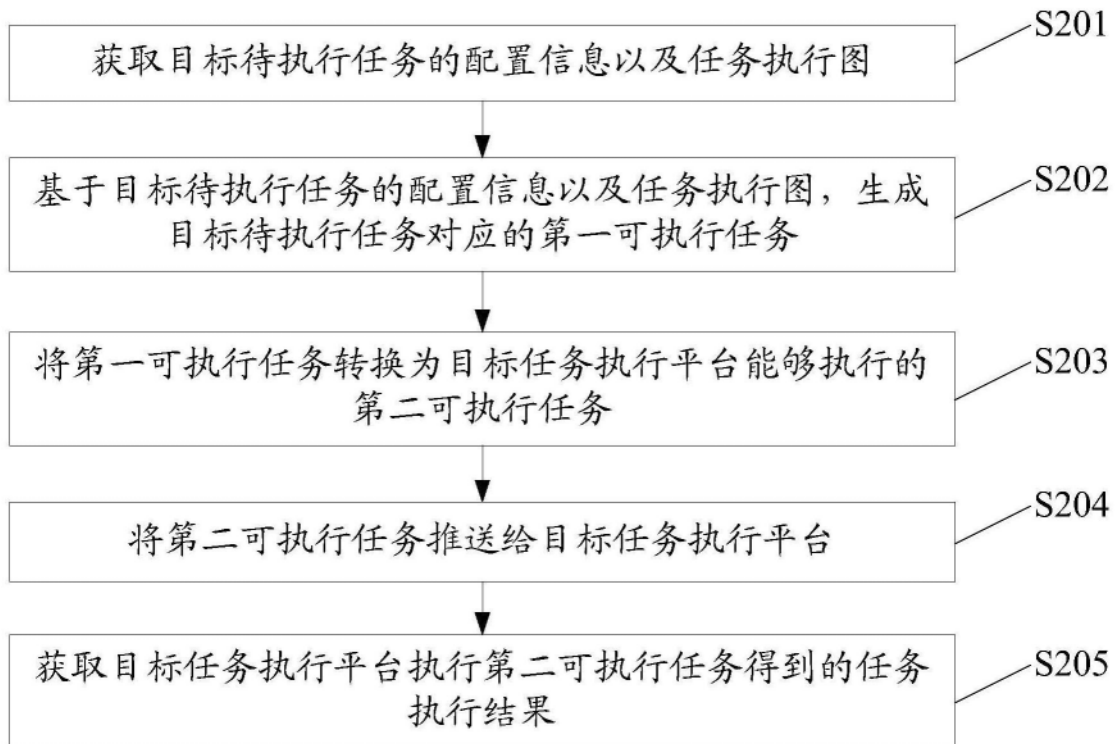 S201
获取目标待执行任务的配置信息以及任务执行图
S202
基于目标待执行任务的配置信息以及任务执行图，生成
目标待执行任务对应的第一可执行任务
S203
将第一可执行任务转换为目标任务执行平台能够执行的
第二可执行任务
S204
将第二可执行任务推送给目标任务执行平台
S205
获取目标任务执行平台执行第二可执行任务得到的任务
执行结果